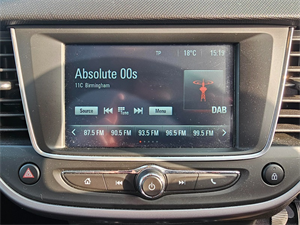 TP 18°C 15:19
Absolute 00s
11C Birmingham
Source Menu
DAB
87.5 FM 90.5 FM 93.5 FM 96.5 FM 99.5 FM